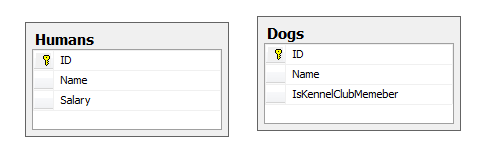 Humans
ID
Name
Salary
Dogs
ID
Name
IsKennelClubMemeber